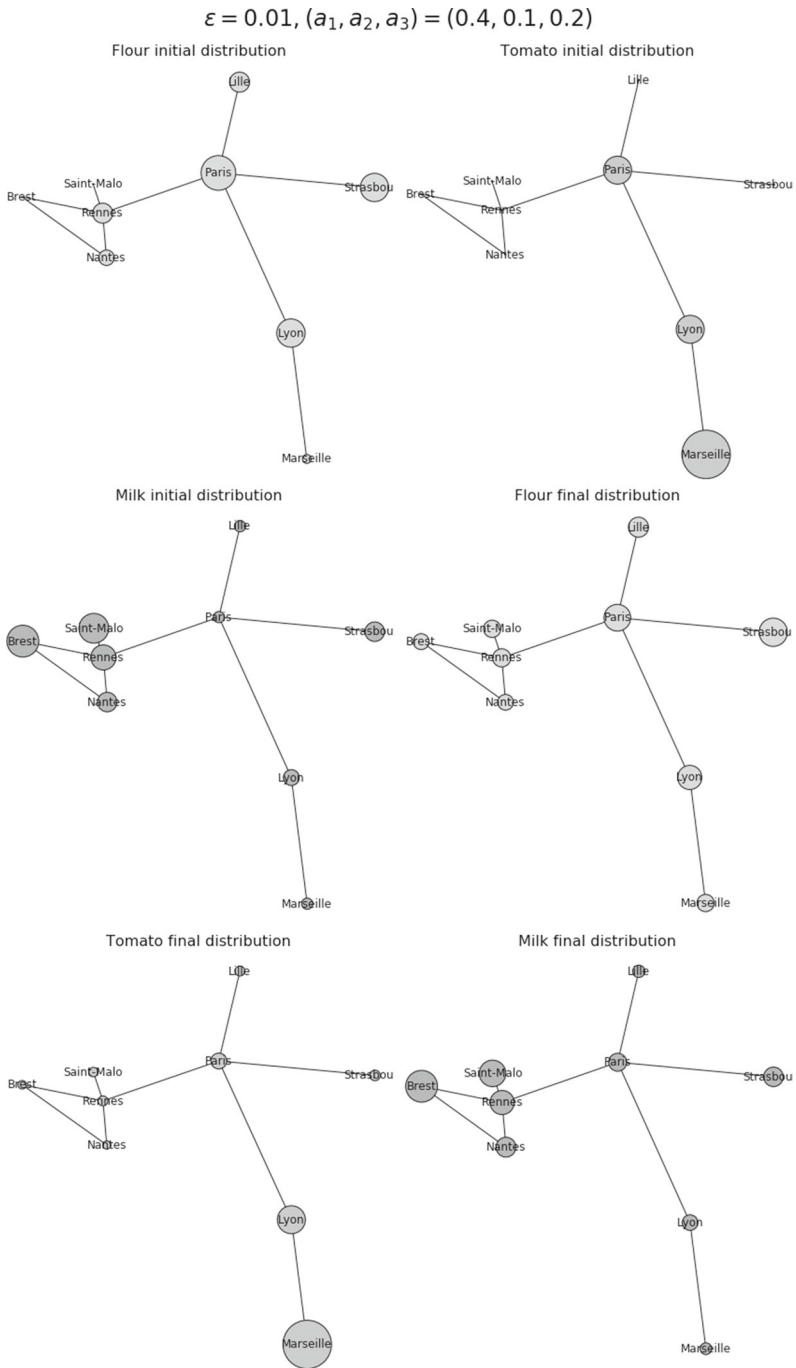 ε = 0.01, (a₁, a₂, a₃) = (0.4, 0.1, 0.2)
Flour initial distribution
Lille
Paris
Saint-Malo
Strasbou
Brest
Rennes
Nantes
Lyon
Marseille
Tomato initial distribution
Lille
Paris
Saint-Malo
Strasbou
Brest
Rennes
Nantes
Lyon
Marseille
Milk initial distribution
Lille
Paris
Saint-Malo
Strasbou
Brest
Rennes
Nantes
Lyon
Marseille
Flour final distribution
Lille
Paris
Saint-Malo
Strasbou
Brest
Rennes
Nantes
Lyon
Marseille
Tomato final distribution
Lille
Paris
Saint-Malo
Strasbou
Brest
Rennes
Nantes
Lyon
Marseille
Milk final distribution
Lille
Paris
Saint-Malo
Strasbou
Brest
Rennes
Nantes
Lyon
Marseille